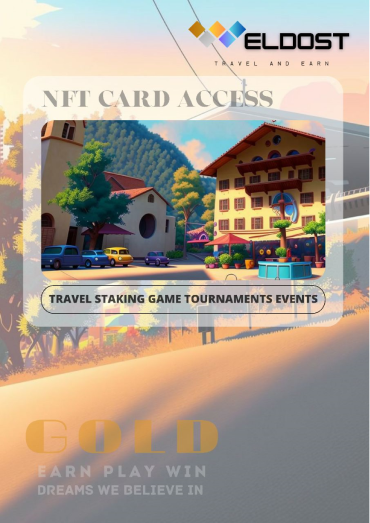 WELDOST
TRAVEL AND EARN
NFT CARD ACCESS
TRAVEL STAKING GAME TOURNAMENTS EVENTS
GOLD
EARN PLAY WIN
DREAMS WE BELIEVE IN